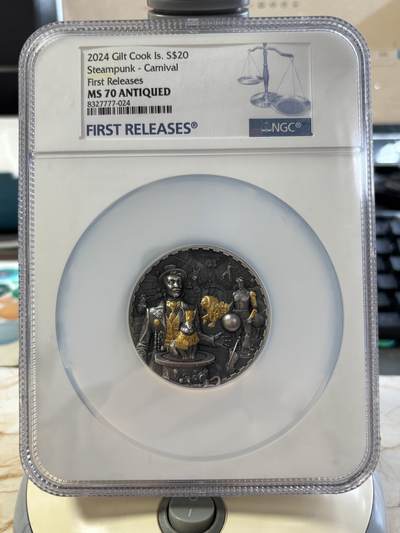 2024 Gilt Cook Is. S$20
Steampunk - Carnival
First Releases
MS 70 ANTIQUED
8327777-024
FIRST RELEASES®
NGC®